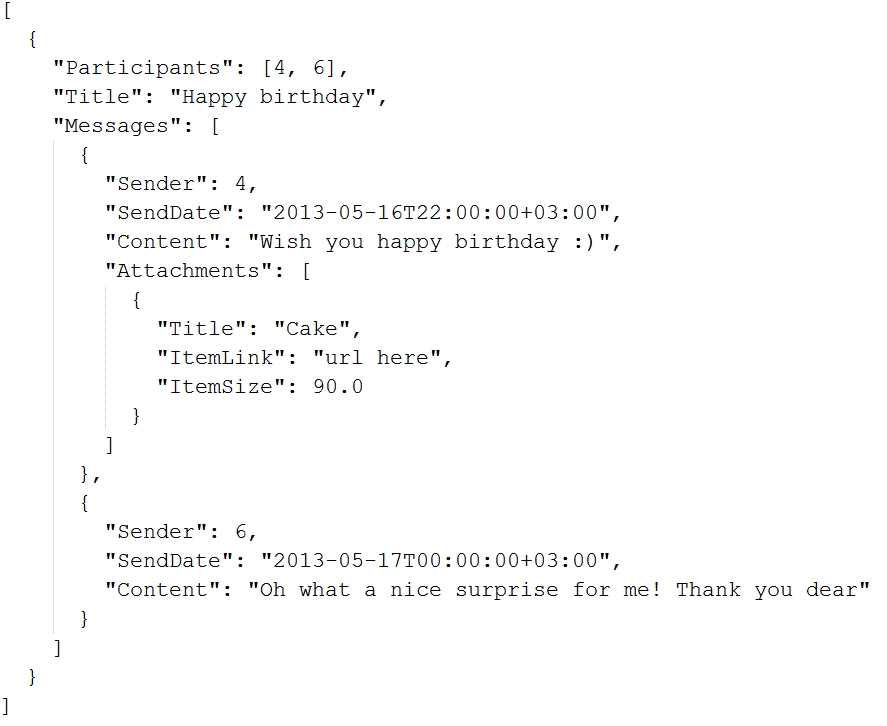 [
  {
    "Participants": [4, 6],
    "Title": "Happy birthday",
    "Messages": [
      {
        "Sender": 4,
        "SendDate": "2013-05-16T22:00:00+03:00",
        "Content": "Wish you happy birthday :)",
        "Attachments": [
          {
            "Title": "Cake",
            "ItemLink": "url here",
            "ItemSize": 90.0
          }
        ]
      },
      {
        "Sender": 6,
        "SendDate": "2013-05-17T00:00:00+03:00",
        "Content": "Oh what a nice surprise for me! Thank you dear"
      }
    ]
  }
]